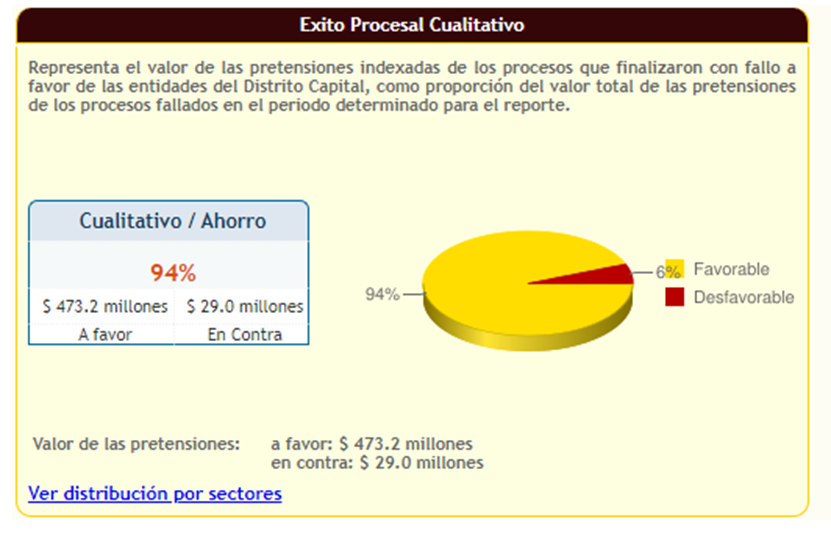 Exito Procesal Cualitativo
Representa el valor de las pretensiones indexadas de los procesos que finalizaron con fallo a
favor de las entidades del Distrito Capital, como proporción del valor total de las pretensiones
de los procesos fallados en el periodo determinado para el reporte.
Cualitativo / Ahorro
94%
$ 473.2 millones $ 29.0 millones
A favor En Contra
94%
6%
Favorable
Desfavorable
Valor de las pretensiones: a favor: $ 473.2 millones
en contra: $ 29.0 millones
Ver distribución por sectores